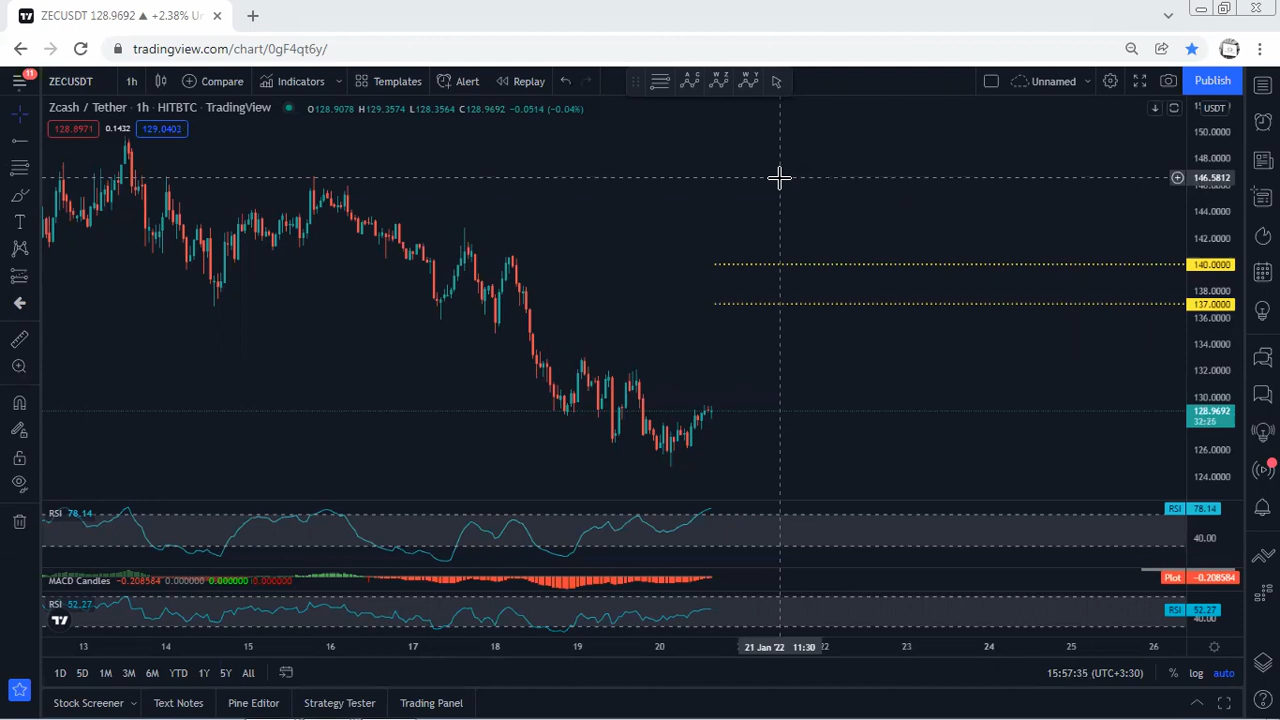 ZECUSDT 128.9692 ▲ +2.38% Un
tradingview.com/chart/0gF4qt6y/
11
ZECUSDT 1h Compare Indicators Templates Alert Replay Unnamed Publish
Zcash / Tether · 1h · HITBTC · TradingView O128.9078 H129.3574 L128.3564 C128.9692 −0.0514 (−0.04%)
USDT
128.8971 0.1432 129.0402
150.0000
148.0000
146.5812
144.0000
142.0000
140.0000
138.0000
137.0000
136.0000
134.0000
132.0000
130.0000
128.9692
32:25
126.0000
124.0000
RSI 78.14 RSI 78.14
40.00
MACD Candles −0.208584 0.000000 0.000000 0.000000 Plot −0.208584
RSI 52.27 RSI 52.27
40.00
13 14 15 16 17 18 19 20 21 Jan '22 11:30 22 23 24 25 26
1D 5D 1M 3M 6M YTD 1Y 5Y All 15:57:35 (UTC+3:30) % log auto
Stock Screener Text Notes Pine Editor Strategy Tester Trading Panel